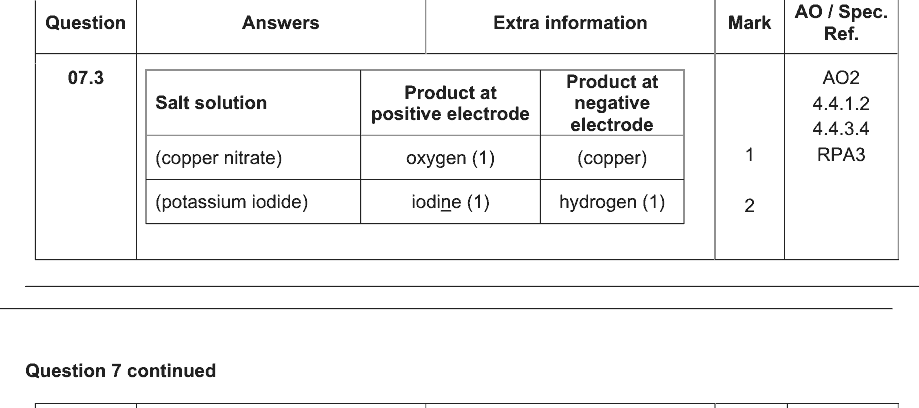 Question Answers Extra information Mark AO / Spec. Ref.
07.3 AO2
4.4.1.2
4.4.3.4
RPA3
Salt solution Product at positive electrode Product at negative electrode
(copper nitrate) oxygen (1) (copper) 1
(potassium iodide) iodine (1) hydrogen (1) 2
Question 7 continued